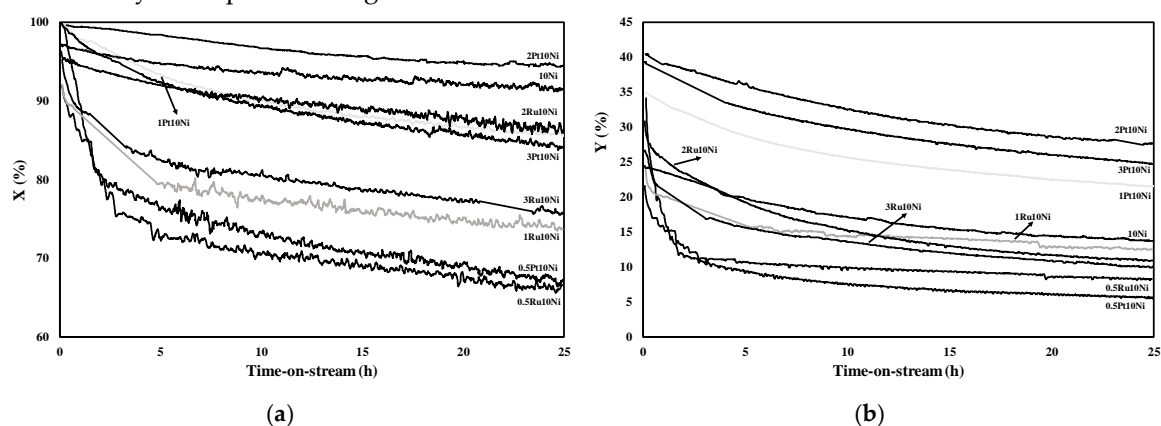 100
90
80
70
60
X (%)
2Pt10Ni
10Ni
2Ru10Ni
1Pt10Ni
3Pt10Ni
3Ru10Ni
1Ru10Ni
0.5Pt10Ni
0.5Ru10Ni
0 5 10 15 20 25
Time-on-stream (h)
(a)
45
40
35
30
25
20
15
10
5
0
Y (%)
2Pt10Ni
2Ru10Ni
3Pt10Ni
1Pt10Ni
3Ru10Ni
1Ru10Ni
10Ni
0.5Ru10Ni
0.5Pt10Ni
0 5 10 15 20 25
Time-on-stream (h)
(b)